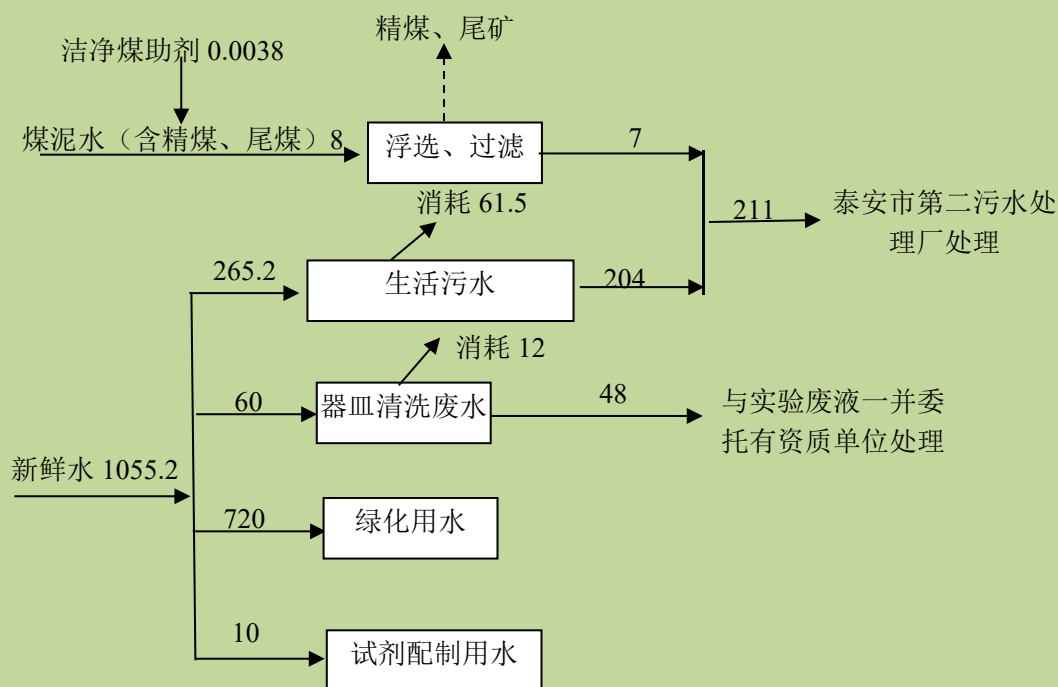 精煤、尾矿
洁净煤助剂 0.0038
煤泥水（含精煤、尾煤）8
浮选、过滤
7
消耗 61.5
211
泰安市第二污水处
理厂处理
265.2
生活污水
204
消耗 12
60
器皿清洗废水
48
与实验废液一并委
托有资质单位处理
新鲜水 1055.2
720
绿化用水
10
试剂配制用水